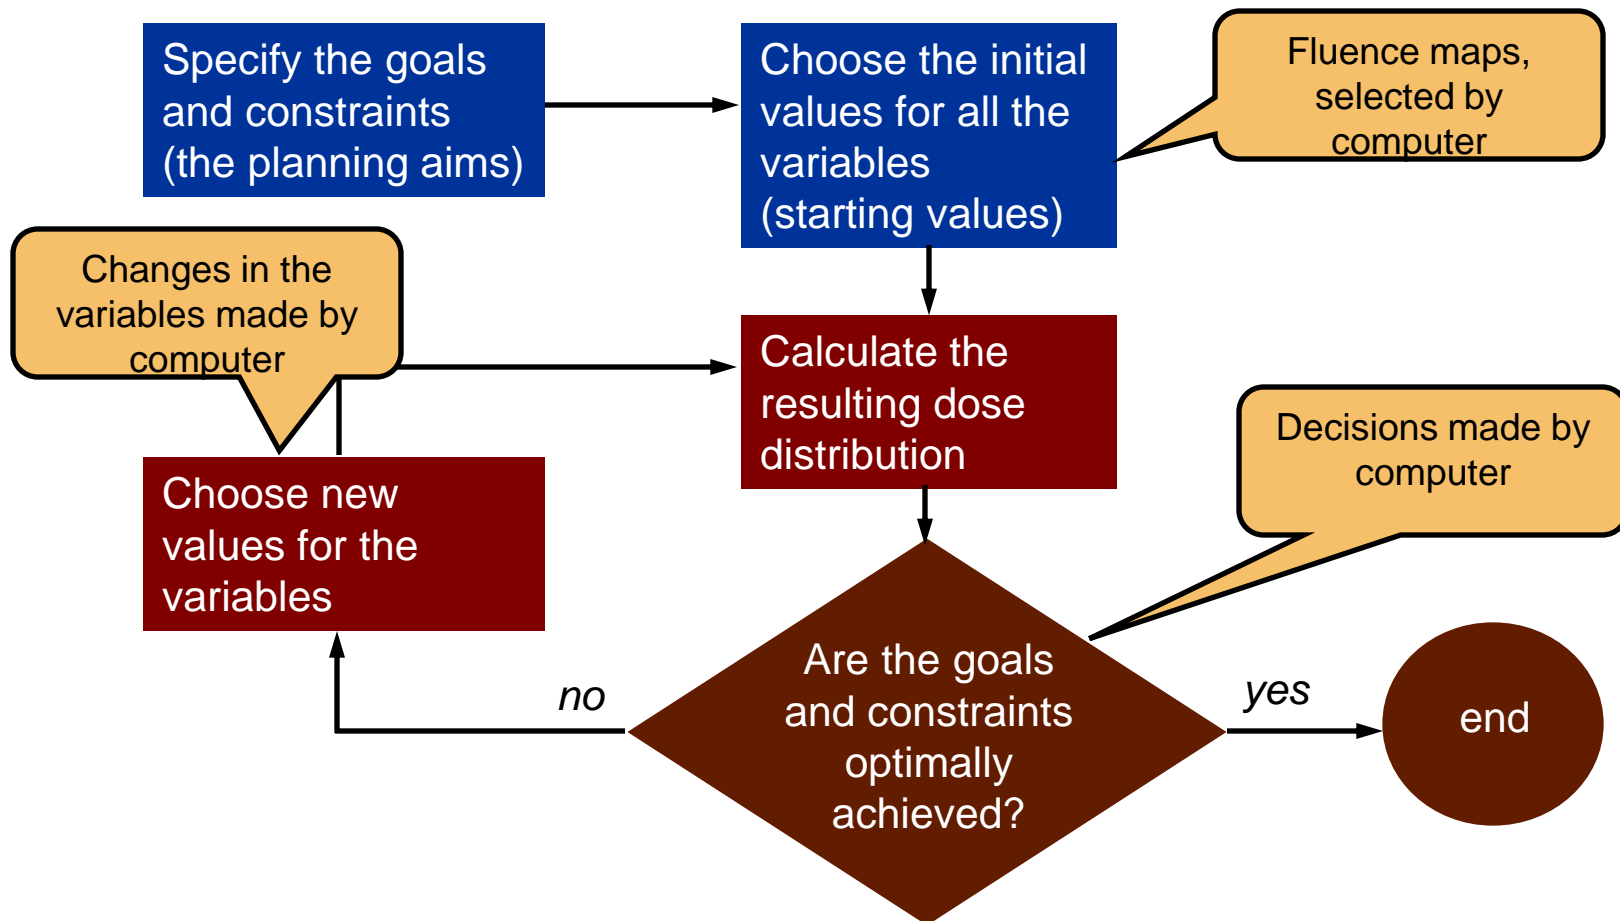 Specify the goals
and constraints
(the planning aims)
Choose the initial
values for all the
variables
(starting values)
Fluence maps,
selected by
computer
Changes in the
variables made by
computer
Calculate the
resulting dose
distribution
Decisions made by
computer
Choose new
values for the
variables
Are the goals
and constraints
optimally
achieved?
no
yes
end